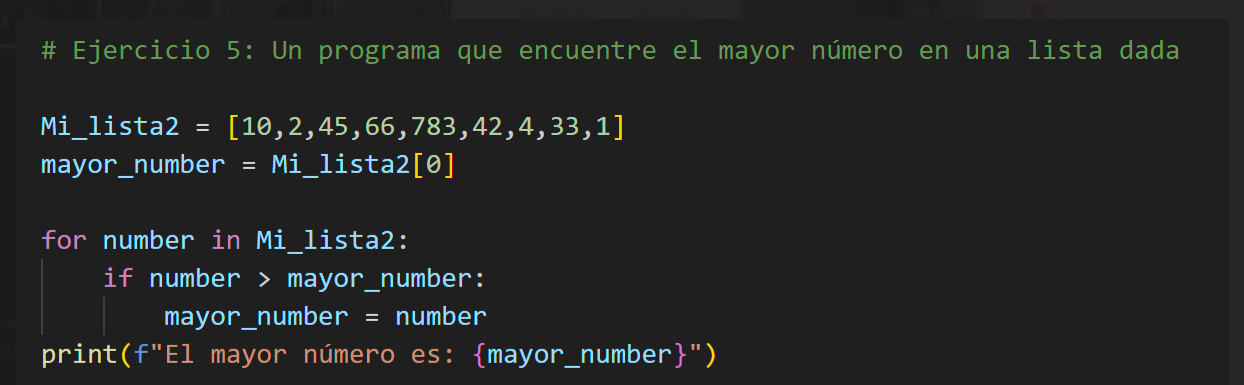 # Ejercicio 5: Un programa que encuentre el mayor número en una lista dada
Mi_lista2 = [10,2,45,66,783,42,4,33,1]
mayor_number = Mi_lista2[0]
for number in Mi_lista2:
    if number > mayor_number:
        mayor_number = number
print(f"El mayor número es: {mayor_number}")